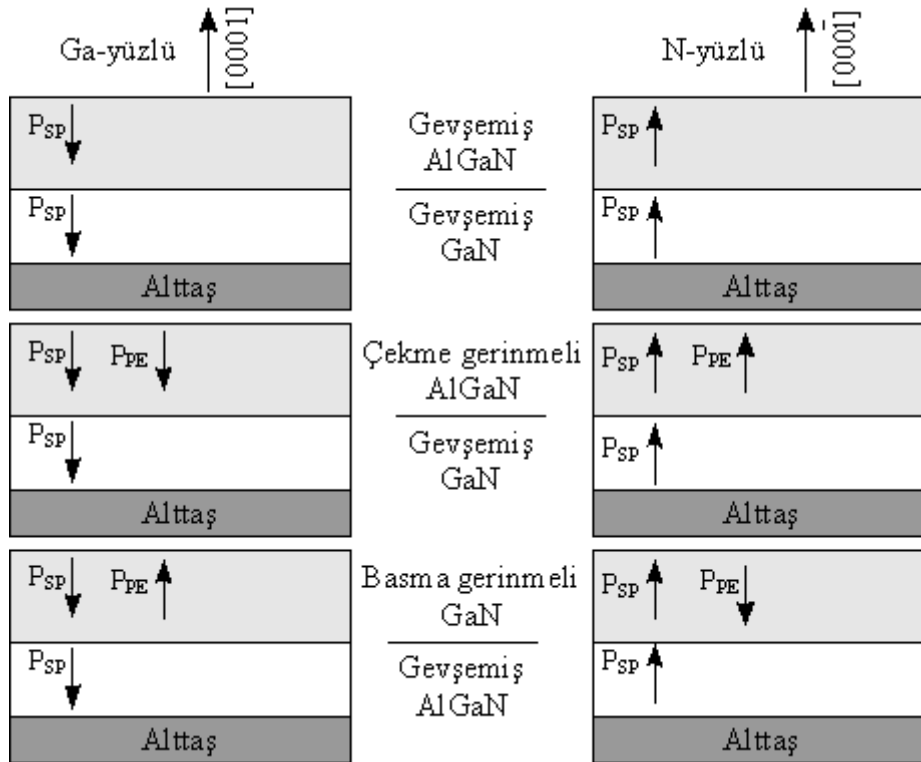 Ga-yüzlü
[0001]
N-yüzlü
[0001̄]
P_SP
P_SP
Alttaş
Gevşemiş
AlGaN
Gevşemiş
GaN
P_SP
P_SP
Alttaş
P_SP P_PE
P_SP
Alttaş
Çekme gerinmeli
AlGaN
Gevşemiş
GaN
P_SP P_PE
P_SP
Alttaş
P_SP P_PE
P_SP
Alttaş
Basma gerinmeli
GaN
Gevşemiş
AlGaN
P_SP P_PE
P_SP
Alttaş